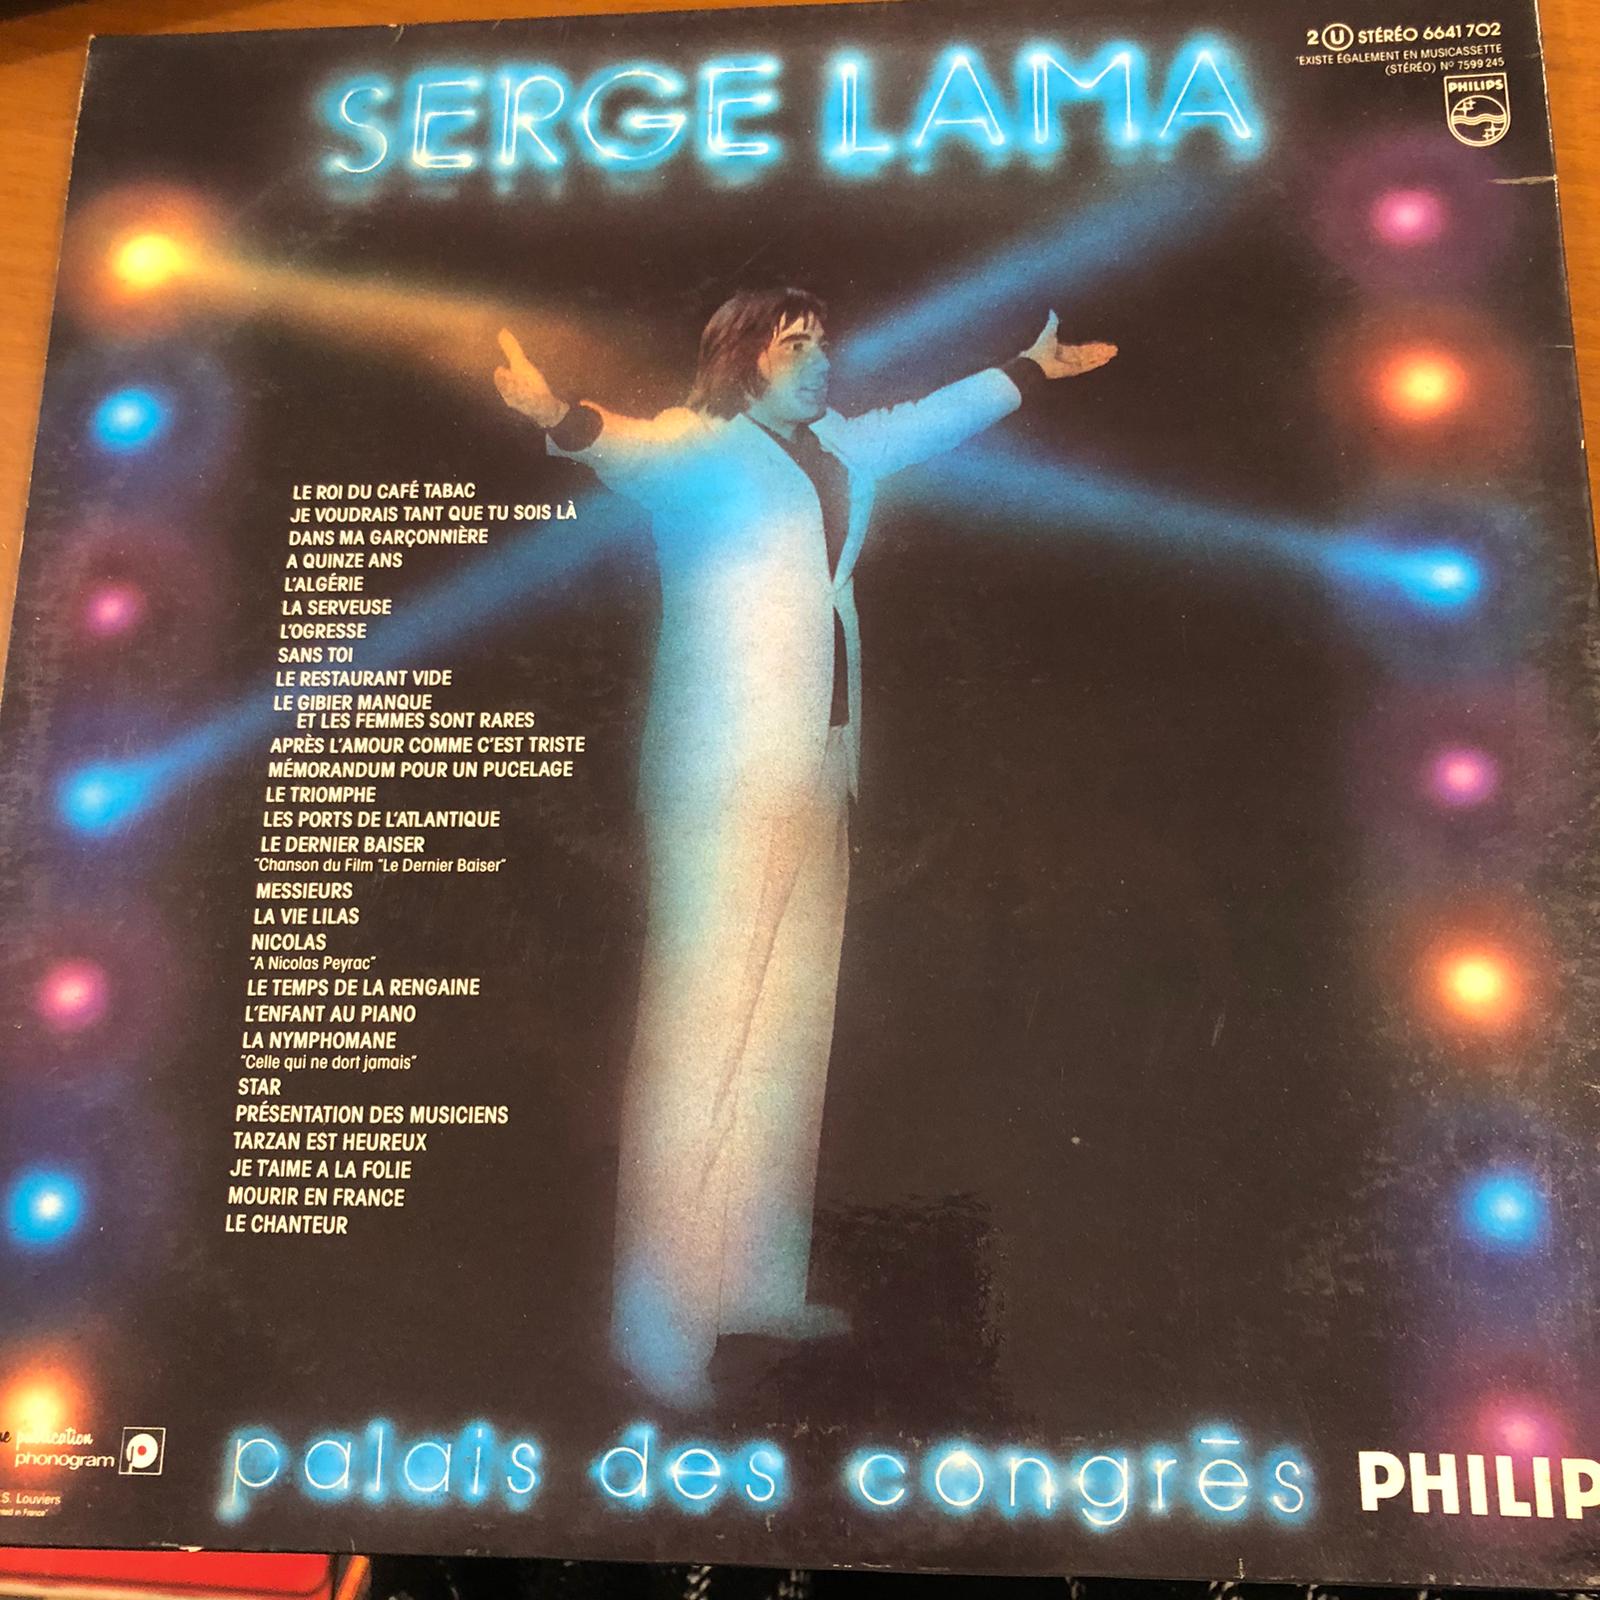 SERGE LAMA
2 U STÉRÉO 6641 702
*EXISTE ÉGALEMENT EN MUSICASSETTE
(STÉRÉO) Nº 7599 245
PHILIPS
LE ROI DU CAFÉ TABAC
JE VOUDRAIS TANT QUE TU SOIS LÀ
DANS MA GARÇONNIÈRE
A QUINZE ANS
L'ALGÉRIE
LA SERVEUSE
L'OGRESSE
SANS TOI
LE RESTAURANT VIDE
LE GIBIER MANQUE
ET LES FEMMES SONT RARES
APRÈS L'AMOUR COMME C'EST TRISTE
MÉMORANDUM POUR UN PUCELAGE
LE TRIOMPHE
LES PORTS DE L'ATLANTIQUE
LE DERNIER BAISER
"Chanson du Film "Le Dernier Baiser"
MESSIEURS
LA VIE LILAS
NICOLAS
"A Nicolas Peyrac"
LE TEMPS DE LA RENGAINE
L'ENFANT AU PIANO
LA NYMPHOMANE
"Celle qui ne dort jamais"
STAR
PRÉSENTATION DES MUSICIENS
TARZAN EST HEUREUX
JE T'AIME A LA FOLIE
MOURIR EN FRANCE
LE CHANTEUR
publication
phonogram
S. Louviers
in France"
palais des congrès
PHILIP